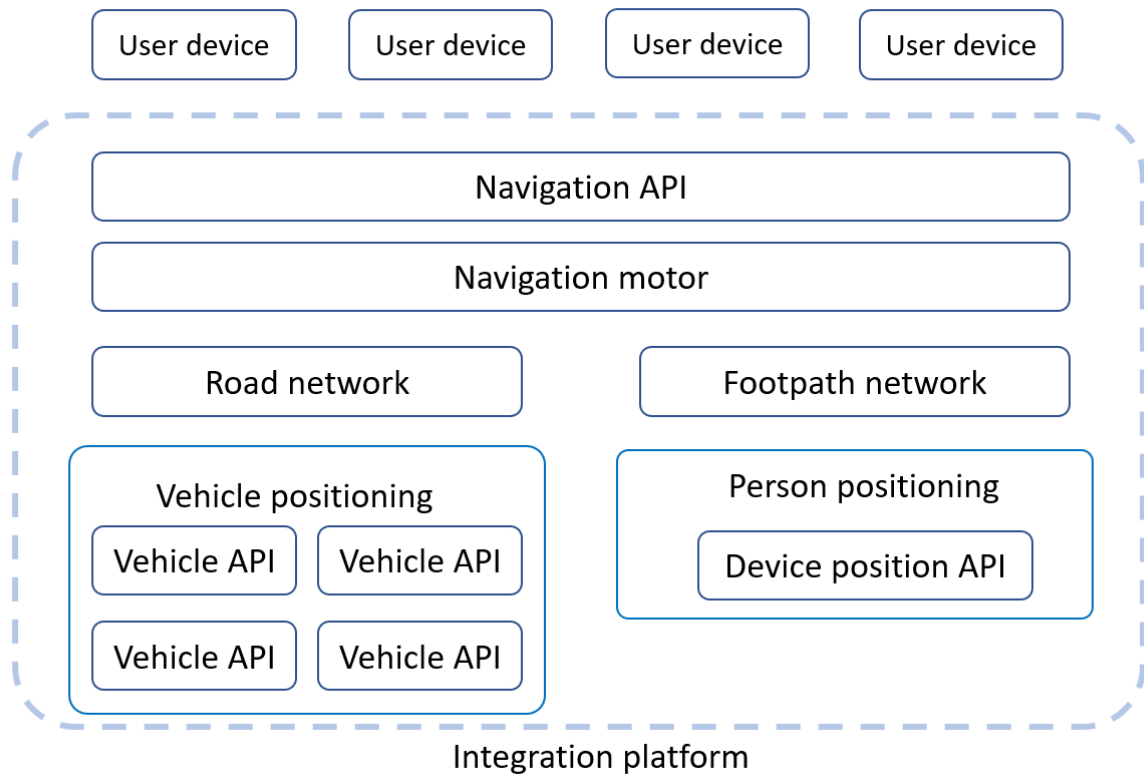 User device
User device
User device
User device
Navigation API
Navigation motor
Road network
Footpath network
Vehicle positioning
Vehicle API
Vehicle API
Vehicle API
Vehicle API
Person positioning
Device position API
Integration platform